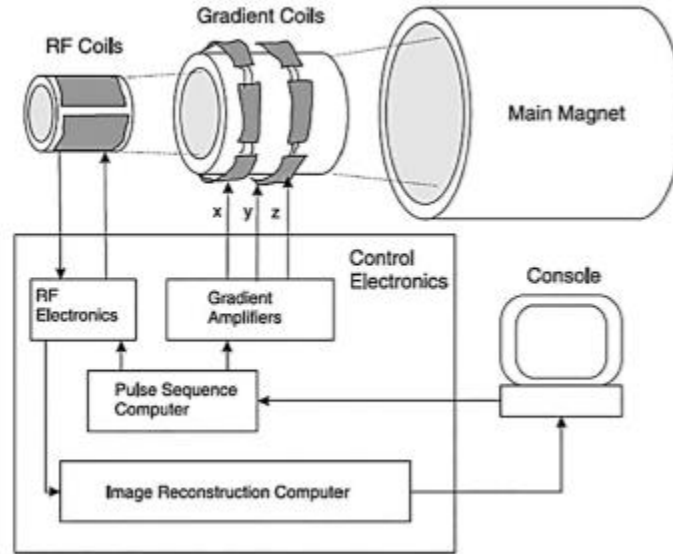 Gradient Coils
RF Coils
Main Magnet
x y z
Control
Electronics
Console
RF
Electronics
Gradient
Amplifiers
Pulse Sequence
Computer
Image Reconstruction Computer